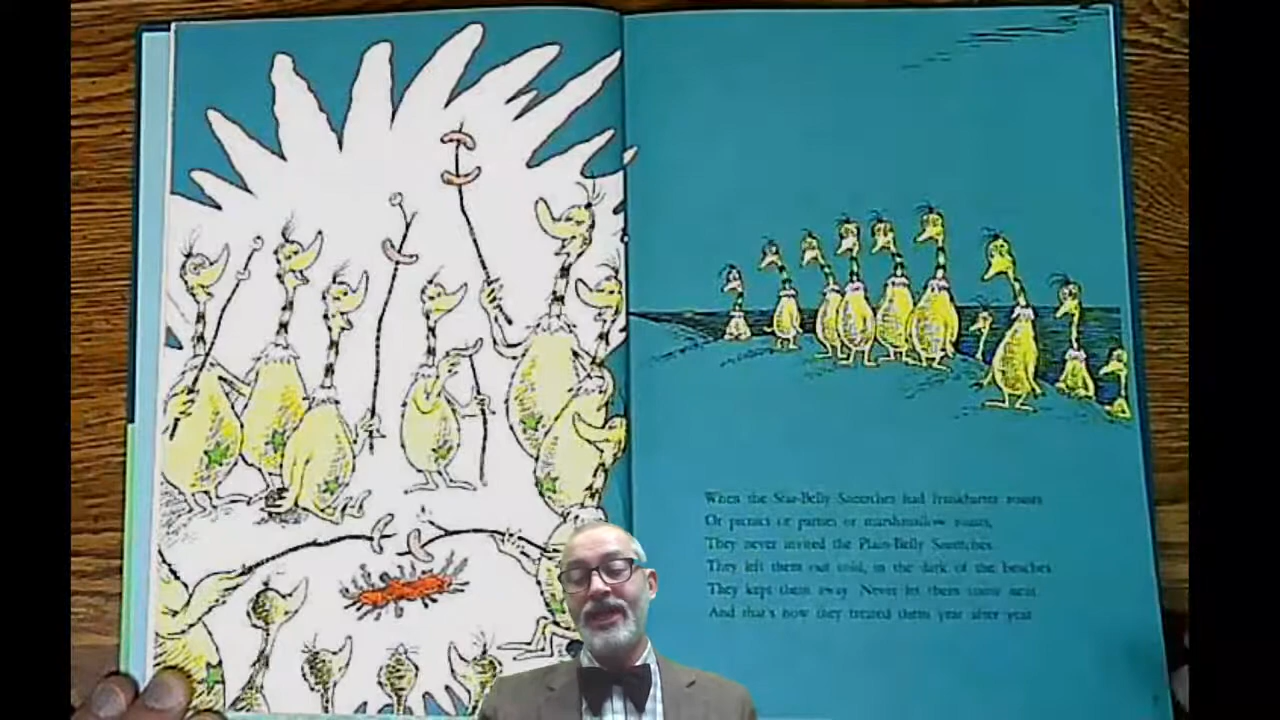 When the Star-Belly Sneetches had frankfurter roasts
Or picnics or parties or marshmallow toasts,
They never invited the Plain-Belly Sneetches.
They left them out cold, in the dark of the beaches.
They kept them away. Never let them come near.
And that's how they treated them year after year.